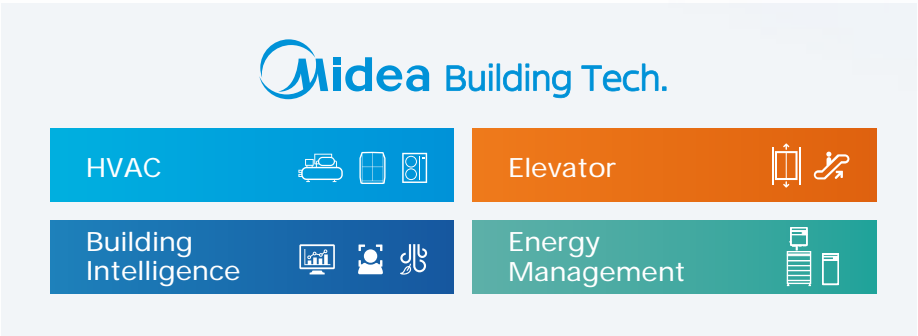 Midea Building Tech.
HVAC
Elevator
Building
Intelligence
Energy
Management